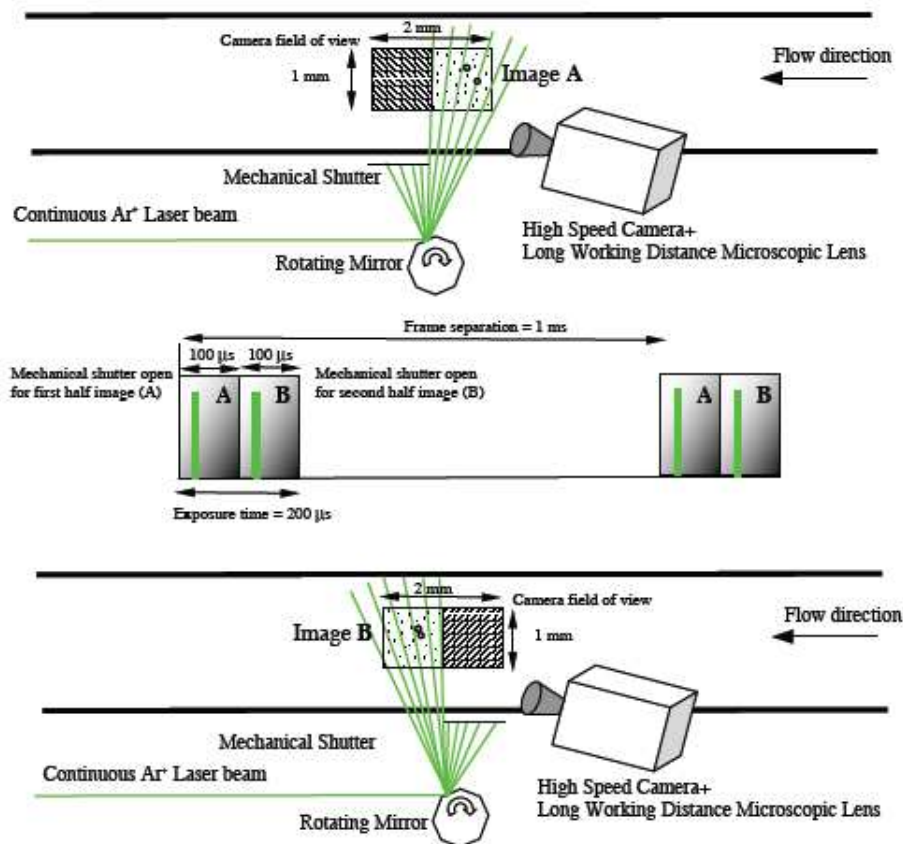 2 mm
Camera field of view
1 mm
Image A
Flow direction
Mechanical Shutter
Continuous Ar⁺ Laser beam
High Speed Camera+
Long Working Distance Microscopic Lens
Rotating Mirror
Frame separation = 1 ms
100 µs 100 µs
Mechanical shutter open
for first half image (A)
A B
Mechanical shutter open
for second half image (B)
A B
Exposure time = 200 µs
2 mm
Camera field of view
Image B
1 mm
Flow direction
Mechanical Shutter
Continuous Ar⁺ Laser beam
High Speed Camera+
Long Working Distance Microscopic Lens
Rotating Mirror